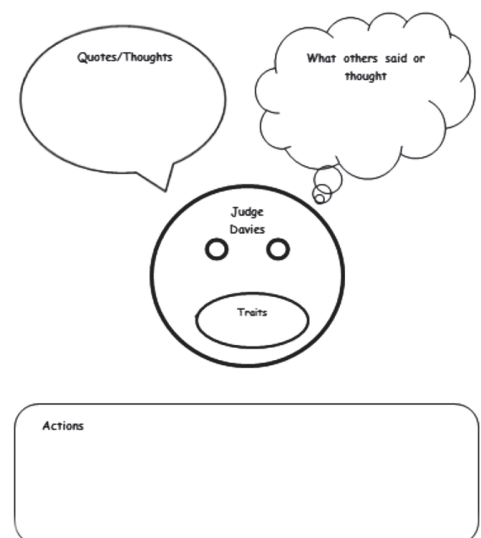 Quotes/Thoughts
What others said or
thought
Judge
Davies
Traits
Actions